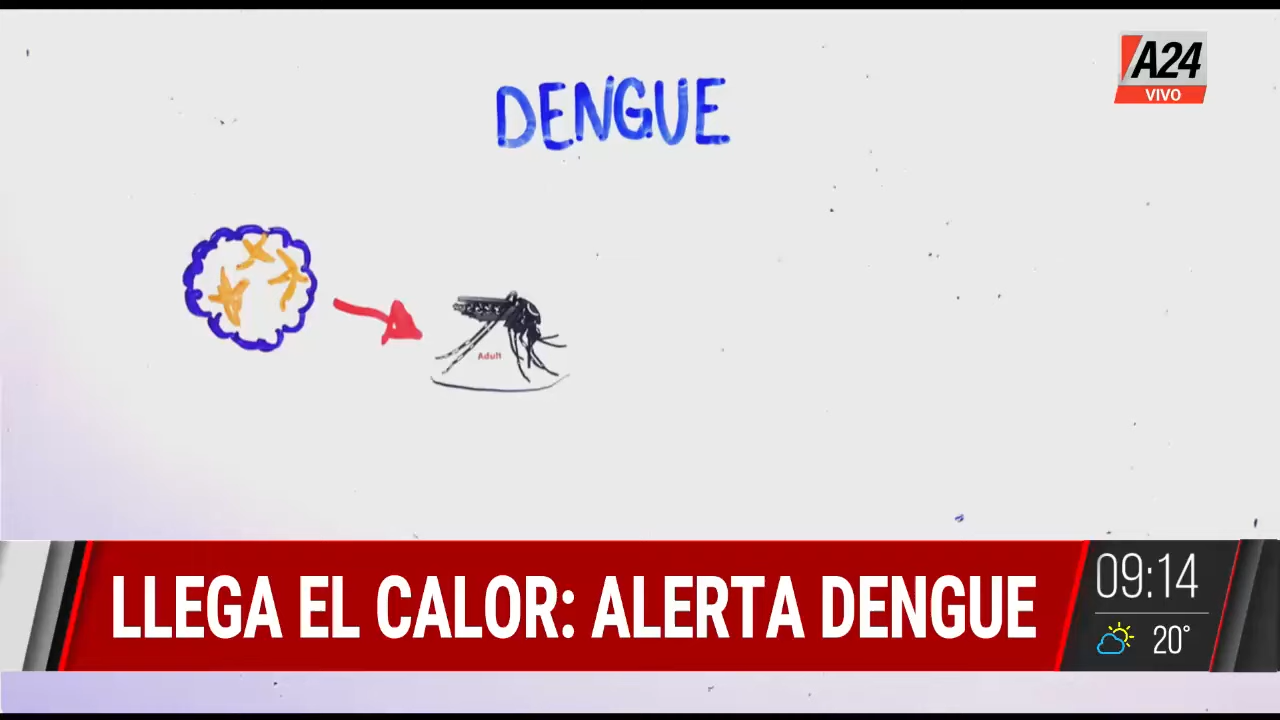 A24
VIVO
DENGUE
Adult
LLEGA EL CALOR: ALERTA DENGUE
09:14
20°